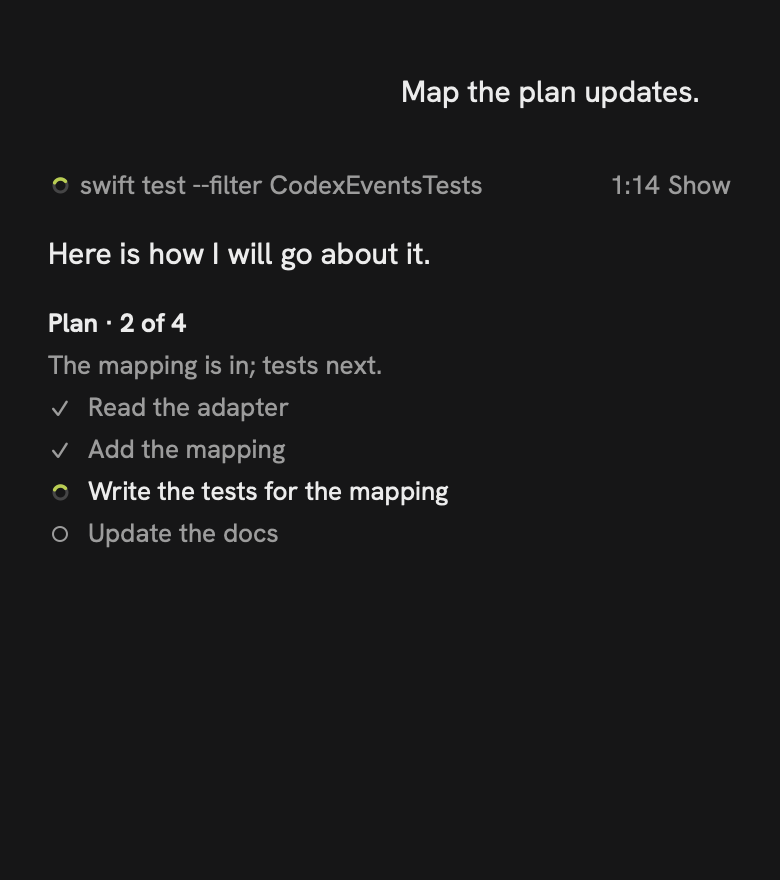 Map the plan updates.
swift test --filter CodexEventsTests 1:14 Show
Here is how I will go about it.
Plan · 2 of 4
The mapping is in; tests next.
Read the adapter
Add the mapping
Write the tests for the mapping
Update the docs